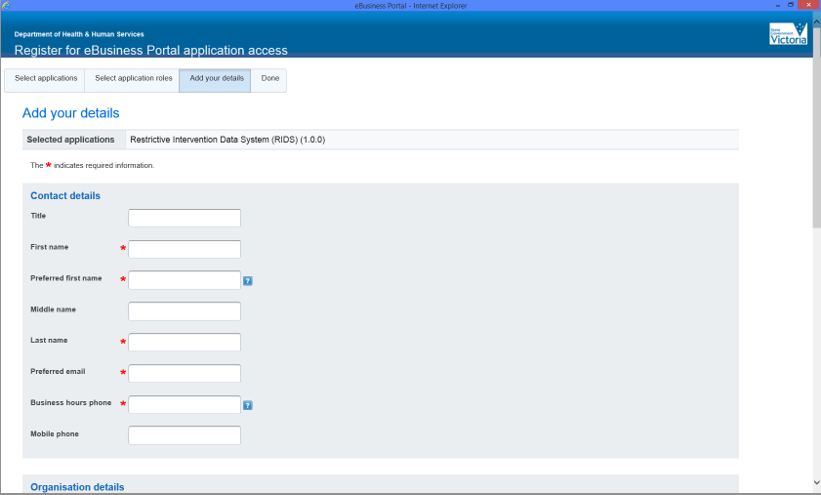 eBusiness Portal - Internet Explorer
Department of Health & Human Services
Register for eBusiness Portal application access
State
Government
Victoria
Select applications
Select application roles
Add your details
Done
Add your details
Selected applications Restrictive Intervention Data System (RIDS) (1.0.0)
The * indicates required information.
Contact details
Title
First name *
Preferred first name * ?
Middle name
Last name *
Preferred email *
Business hours phone * ?
Mobile phone
Organisation details